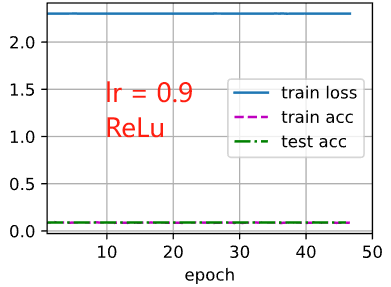 2.0
1.5
1.0
0.5
0.0
lr = 0.9
ReLu
train loss
train acc
test acc
10 20 30 40 50
epoch